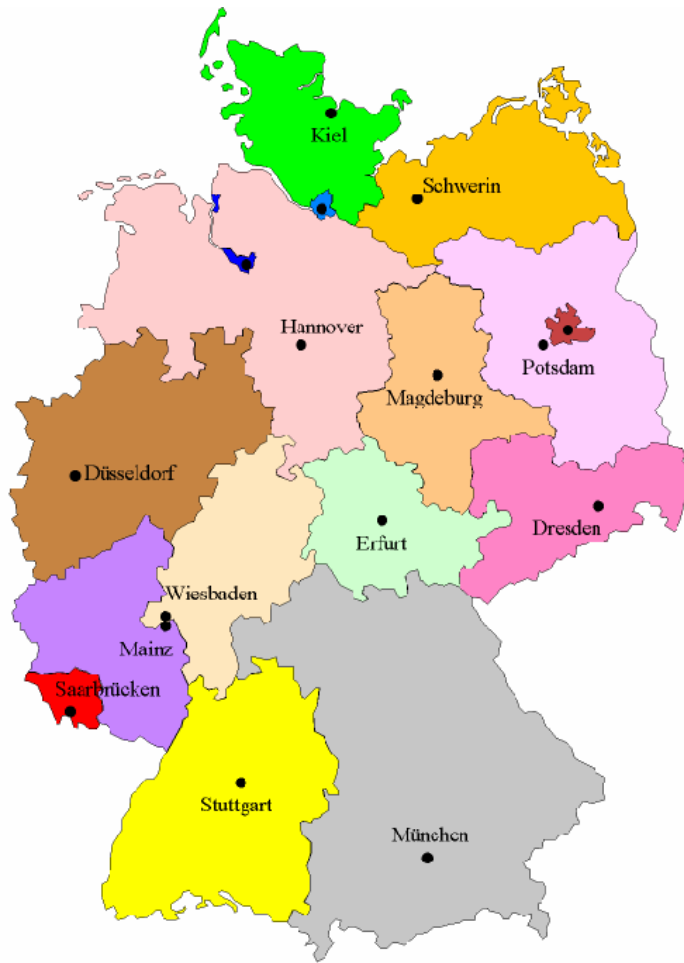 Kiel
Schwerin
Hannover
Potsdam
Magdeburg
Düsseldorf
Dresden
Erfurt
Wiesbaden
Mainz
Saarbrücken
Stuttgart
München